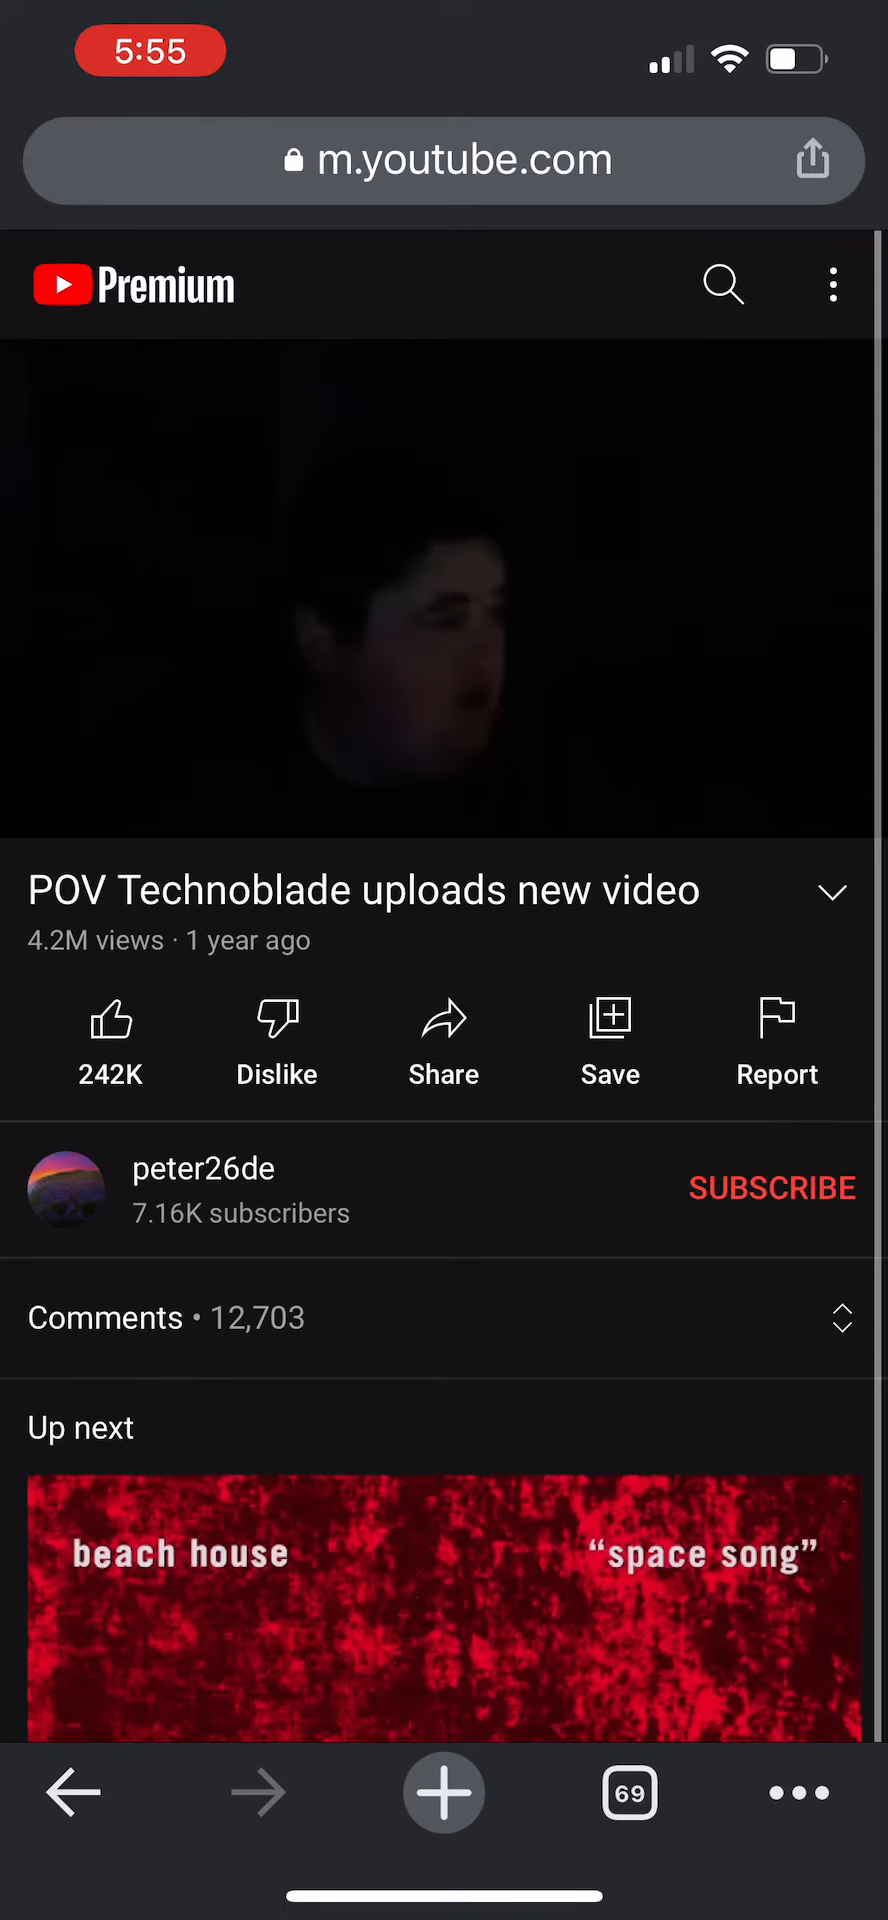 5:55
m.youtube.com
Premium
POV Technoblade uploads new video
4.2M views · 1 year ago
242K Dislike Share Save Report
peter26de
7.16K subscribers
SUBSCRIBE
Comments • 12,703
Up next
beach house "space song"
69